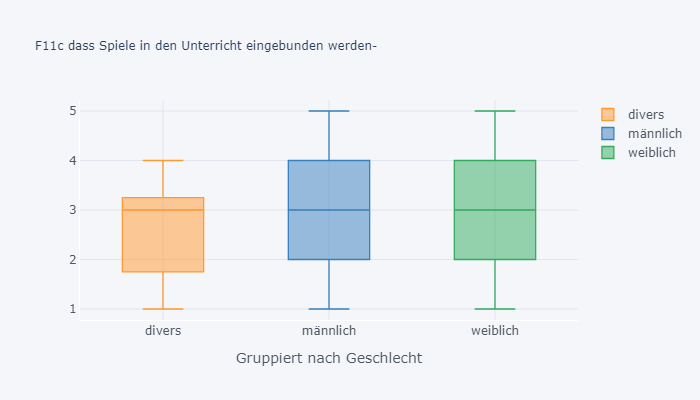 F11c dass Spiele in den Unterricht eingebunden werden-
5
4
3
2
1
divers
männlich
weiblich
Gruppiert nach Geschlecht
divers
männlich
weiblich